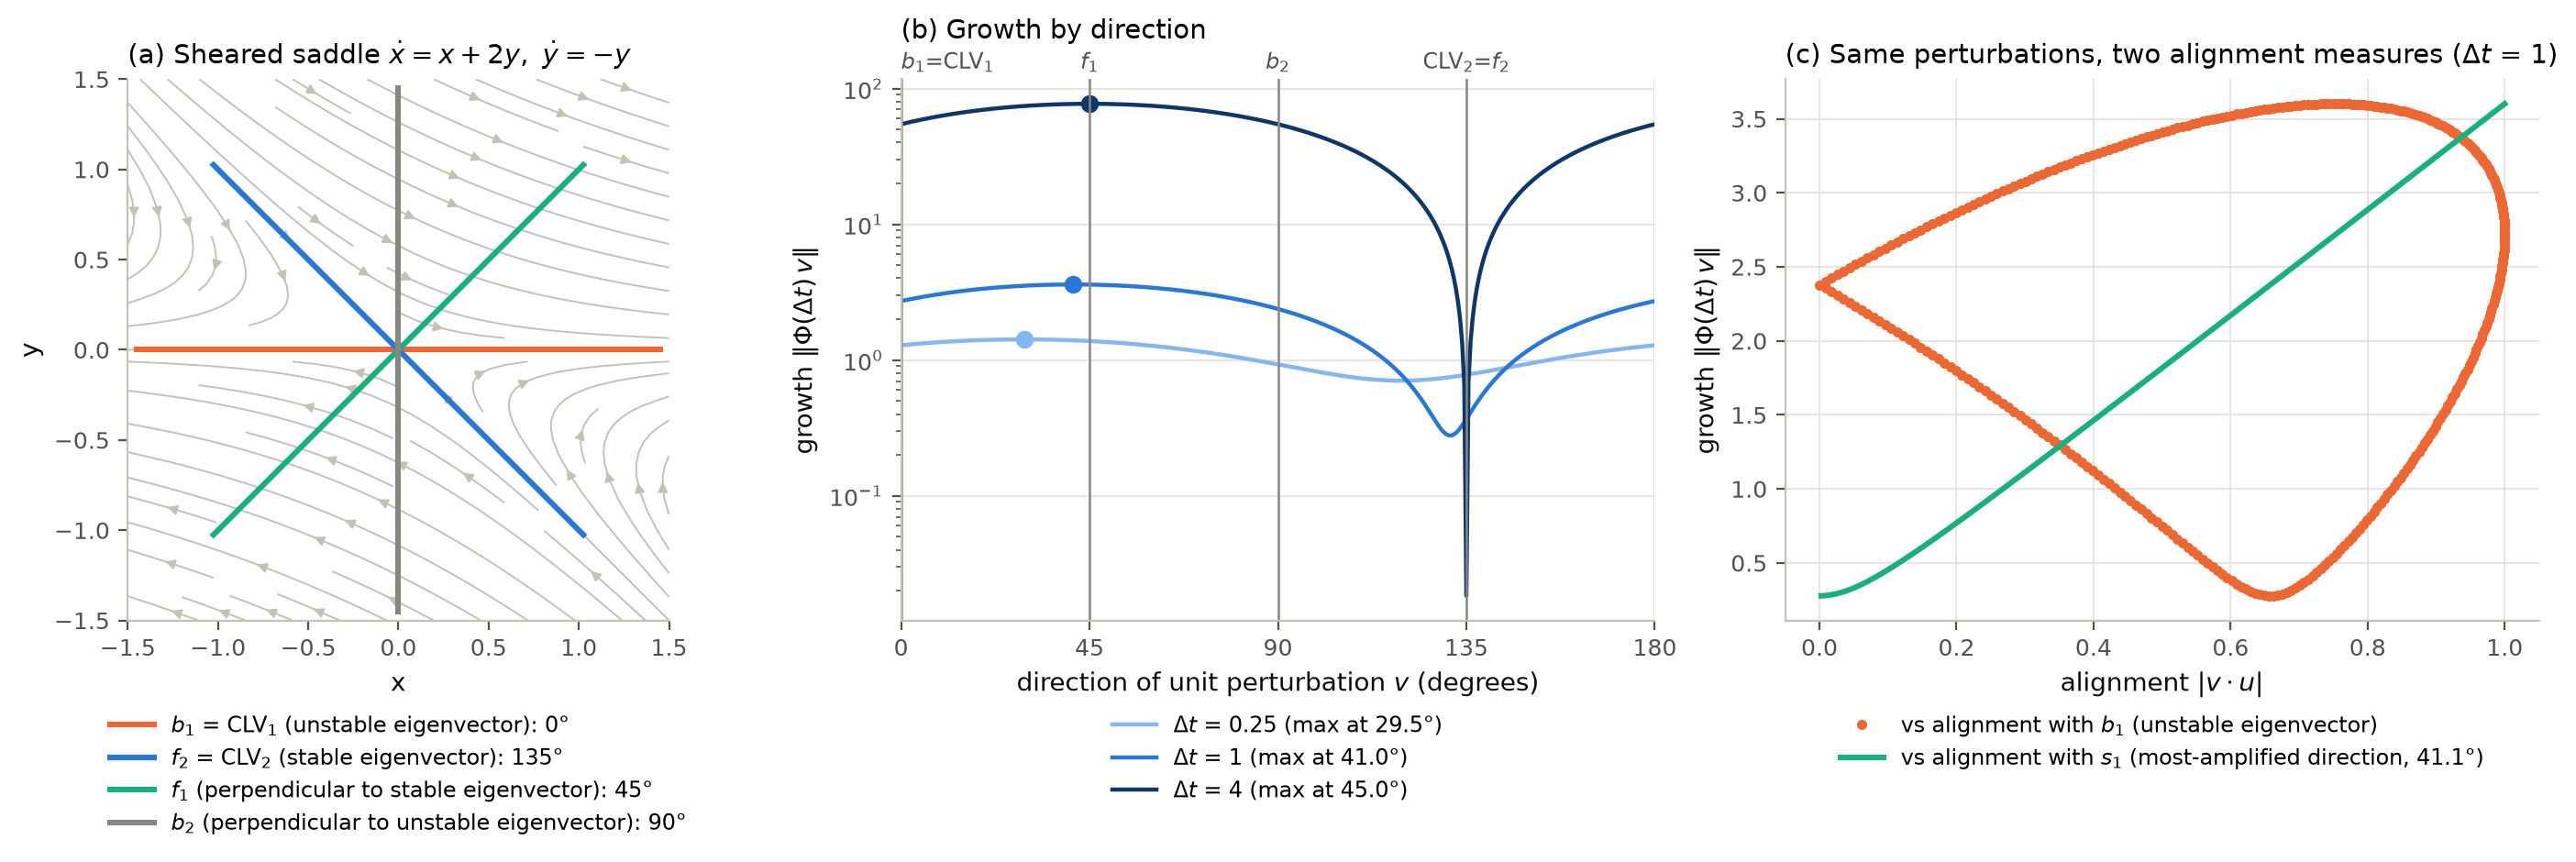 (a) Sheared saddle ẋ = x + 2y, ẏ = −y
1.5
1.0
0.5
0.0
−0.5
−1.0
−1.5
y
−1.5 −1.0 −0.5 0.0 0.5 1.0 1.5
x
b₁ = CLV₁ (unstable eigenvector): 0°
f₂ = CLV₂ (stable eigenvector): 135°
f₁ (perpendicular to stable eigenvector): 45°
b₂ (perpendicular to unstable eigenvector): 90°
(b) Growth by direction
b₁=CLV₁ f₁ b₂ CLV₂=f₂
10²
10¹
10⁰
10⁻¹
growth ‖Φ(Δt) v‖
0 45 90 135 180
direction of unit perturbation v (degrees)
Δt = 0.25 (max at 29.5°)
Δt = 1 (max at 41.0°)
Δt = 4 (max at 45.0°)
(c) Same perturbations, two alignment measures (Δt = 1)
3.5
3.0
2.5
2.0
1.5
1.0
0.5
growth ‖Φ(Δt) v‖
0.0 0.2 0.4 0.6 0.8 1.0
alignment |v · u|
vs alignment with b₁ (unstable eigenvector)
vs alignment with s₁ (most-amplified direction, 41.1°)